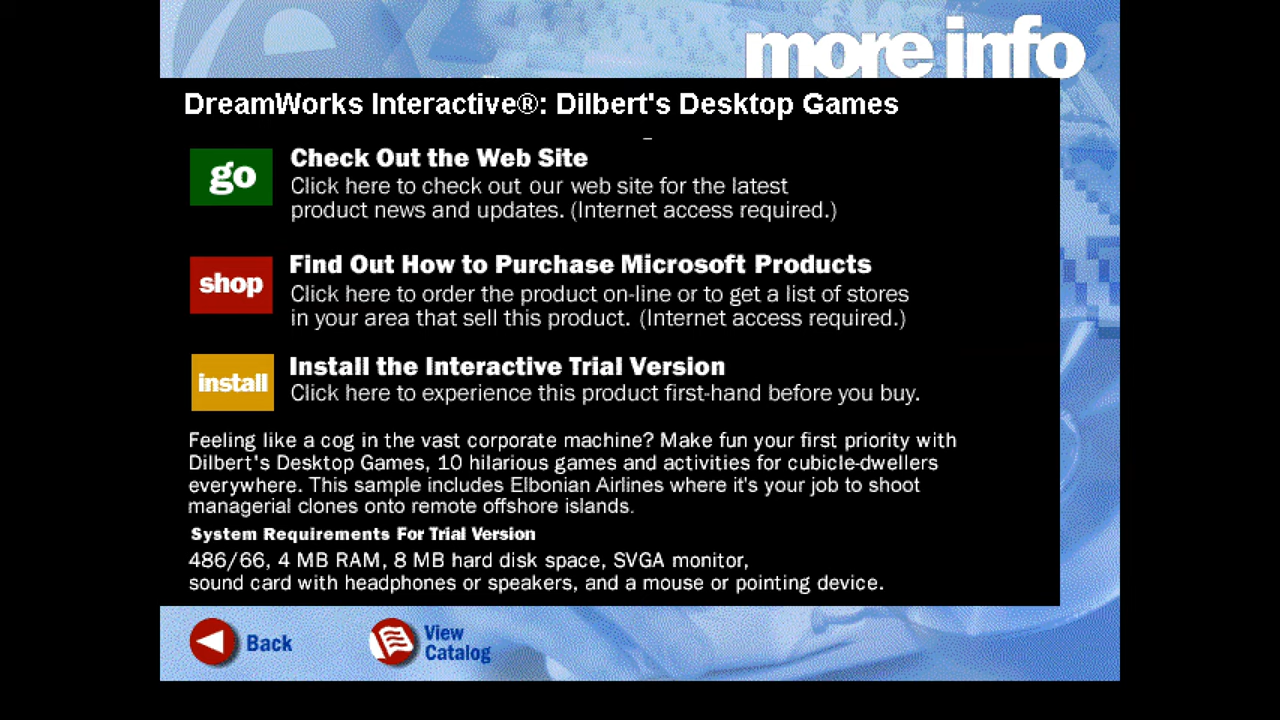 more info
DreamWorks Interactive®: Dilbert's Desktop Games
go
Check Out the Web Site
Click here to check out our web site for the latest
product news and updates. (Internet access required.)
shop
Find Out How to Purchase Microsoft Products
Click here to order the product on-line or to get a list of stores
in your area that sell this product. (Internet access required.)
install
Install the Interactive Trial Version
Click here to experience this product first-hand before you buy.
Feeling like a cog in the vast corporate machine? Make fun your first priority with
Dilbert's Desktop Games, 10 hilarious games and activities for cubicle-dwellers
everywhere. This sample includes Elbonian Airlines where it's your job to shoot
managerial clones onto remote offshore islands.
System Requirements For Trial Version
486/66, 4 MB RAM, 8 MB hard disk space, SVGA monitor,
sound card with headphones or speakers, and a mouse or pointing device.
Back
View
Catalog